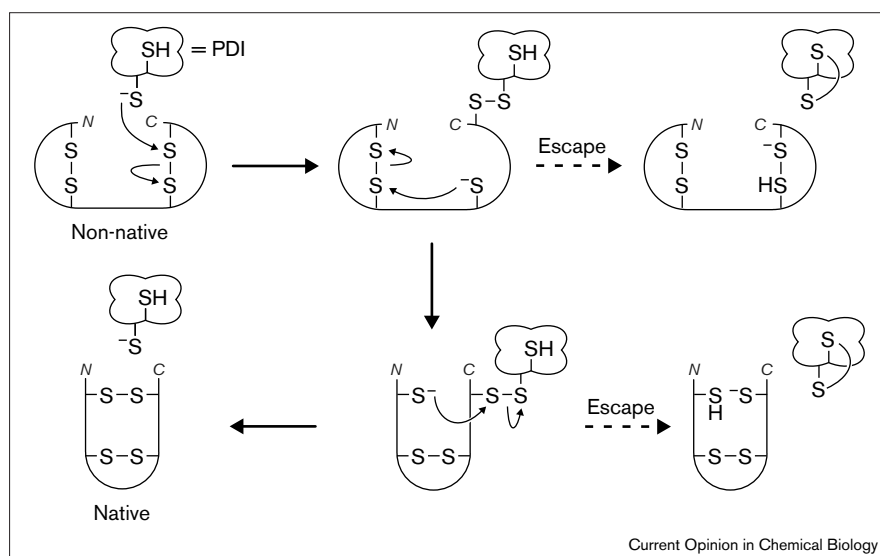 SH = PDI
⁻S
N C
S S
S S
Non-native
SH
S–S
N C
S
S ⁻S
Escape
S
S
N C
S ⁻S
S HS
SH
⁻S
N C
S–S
S–S
Native
SH
N C
S⁻ S–S
S–S
Escape
S
S
N C
S ⁻S
H
S–S
Current Opinion in Chemical Biology